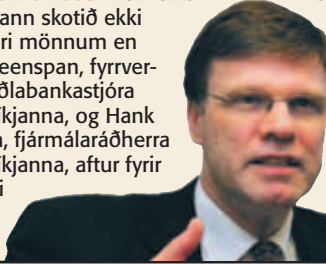 ann skotið ekki
ri mönnum en
eenspan, fyrrver-
ðlabankastjóra
íkjanna, og Hank
, fjármálaráðherra
íkjanna, aftur fyrir
i